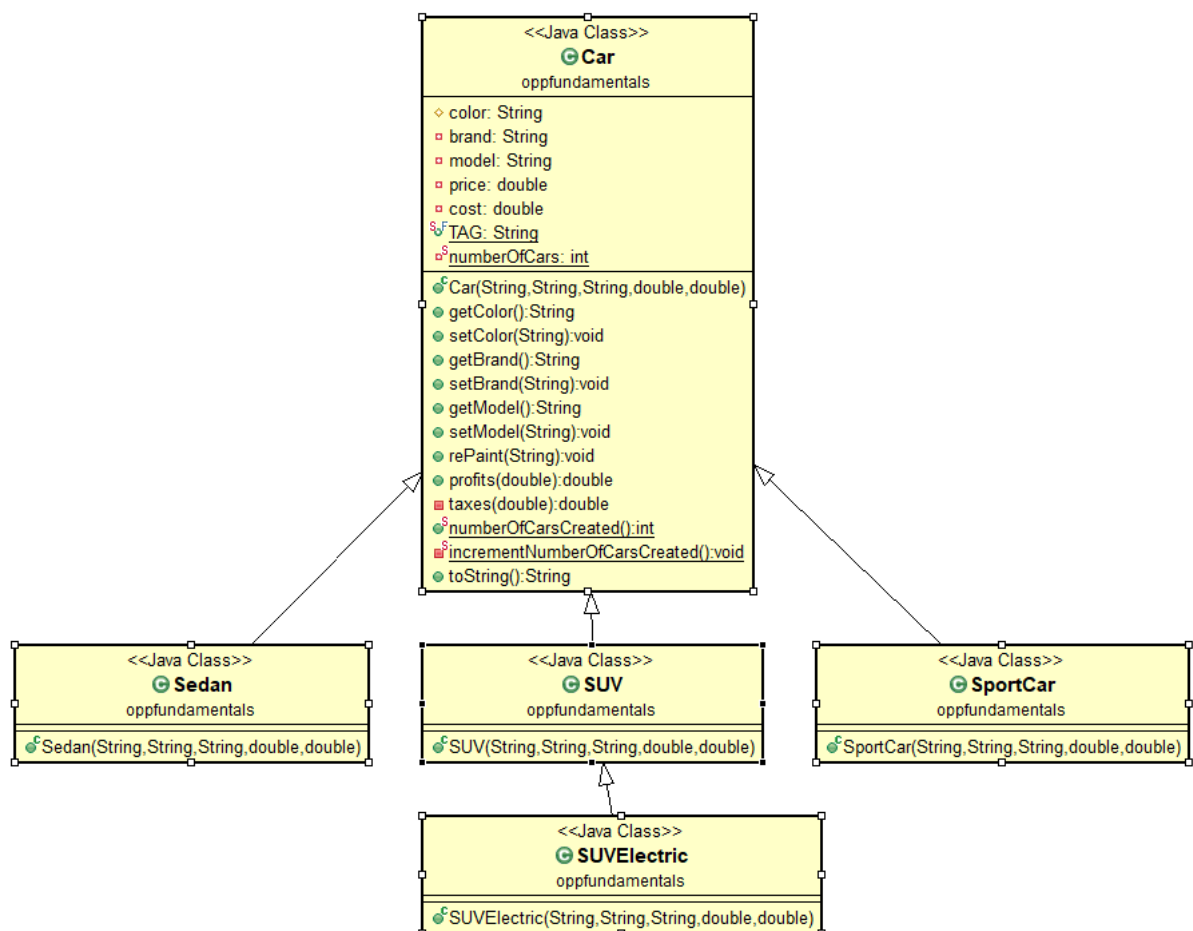 <<Java Class>>
Car
oppfundamentals
color: String
brand: String
model: String
price: double
cost: double
TAG: String
numberOfCars: int
Car(String,String,String,double,double)
getColor():String
setColor(String):void
getBrand():String
setBrand(String):void
getModel():String
setModel(String):void
rePaint(String):void
profits(double):double
taxes(double):double
numberOfCarsCreated():int
incrementNumberOfCarsCreated():void
toString():String
<<Java Class>>
Sedan
oppfundamentals
Sedan(String,String,String,double,double)
<<Java Class>>
SUV
oppfundamentals
SUV(String,String,String,double,double)
<<Java Class>>
SportCar
oppfundamentals
SportCar(String,String,String,double,double)
<<Java Class>>
SUVElectric
oppfundamentals
SUVElectric(String,String,String,double,double)